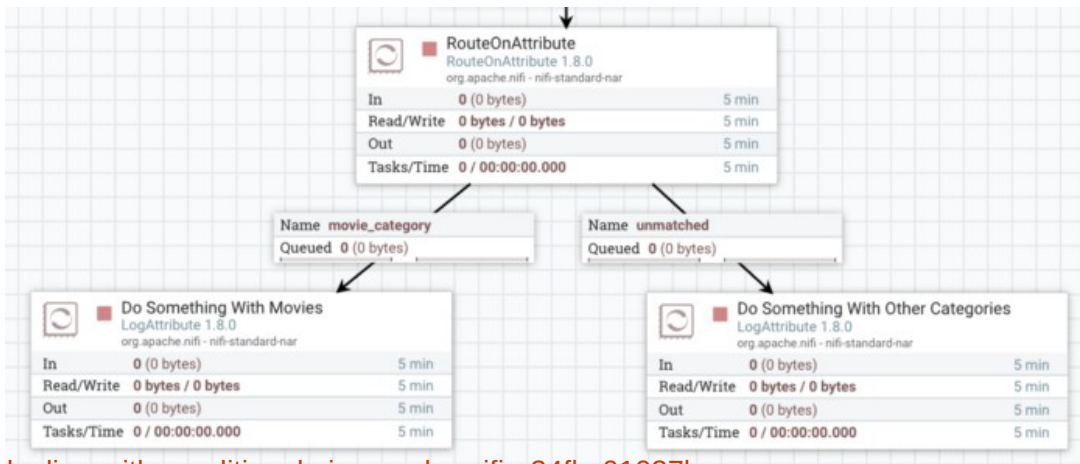 RouteOnAttribute
RouteOnAttribute 1.8.0
org.apache.nifi - nifi-standard-nar
In 0 (0 bytes) 5 min
Read/Write 0 bytes / 0 bytes 5 min
Out 0 (0 bytes) 5 min
Tasks/Time 0 / 00:00:00.000 5 min
Name movie_category
Queued 0 (0 bytes)
Name unmatched
Queued 0 (0 bytes)
Do Something With Movies
LogAttribute 1.8.0
org.apache.nifi - nifi-standard-nar
In 0 (0 bytes) 5 min
Read/Write 0 bytes / 0 bytes 5 min
Out 0 (0 bytes) 5 min
Tasks/Time 0 / 00:00:00.000 5 min
Do Something With Other Categories
LogAttribute 1.8.0
org.apache.nifi - nifi-standard-nar
In 0 (0 bytes) 5 min
Read/Write 0 bytes / 0 bytes 5 min
Out 0 (0 bytes) 5 min
Tasks/Time 0 / 00:00:00.000 5 min